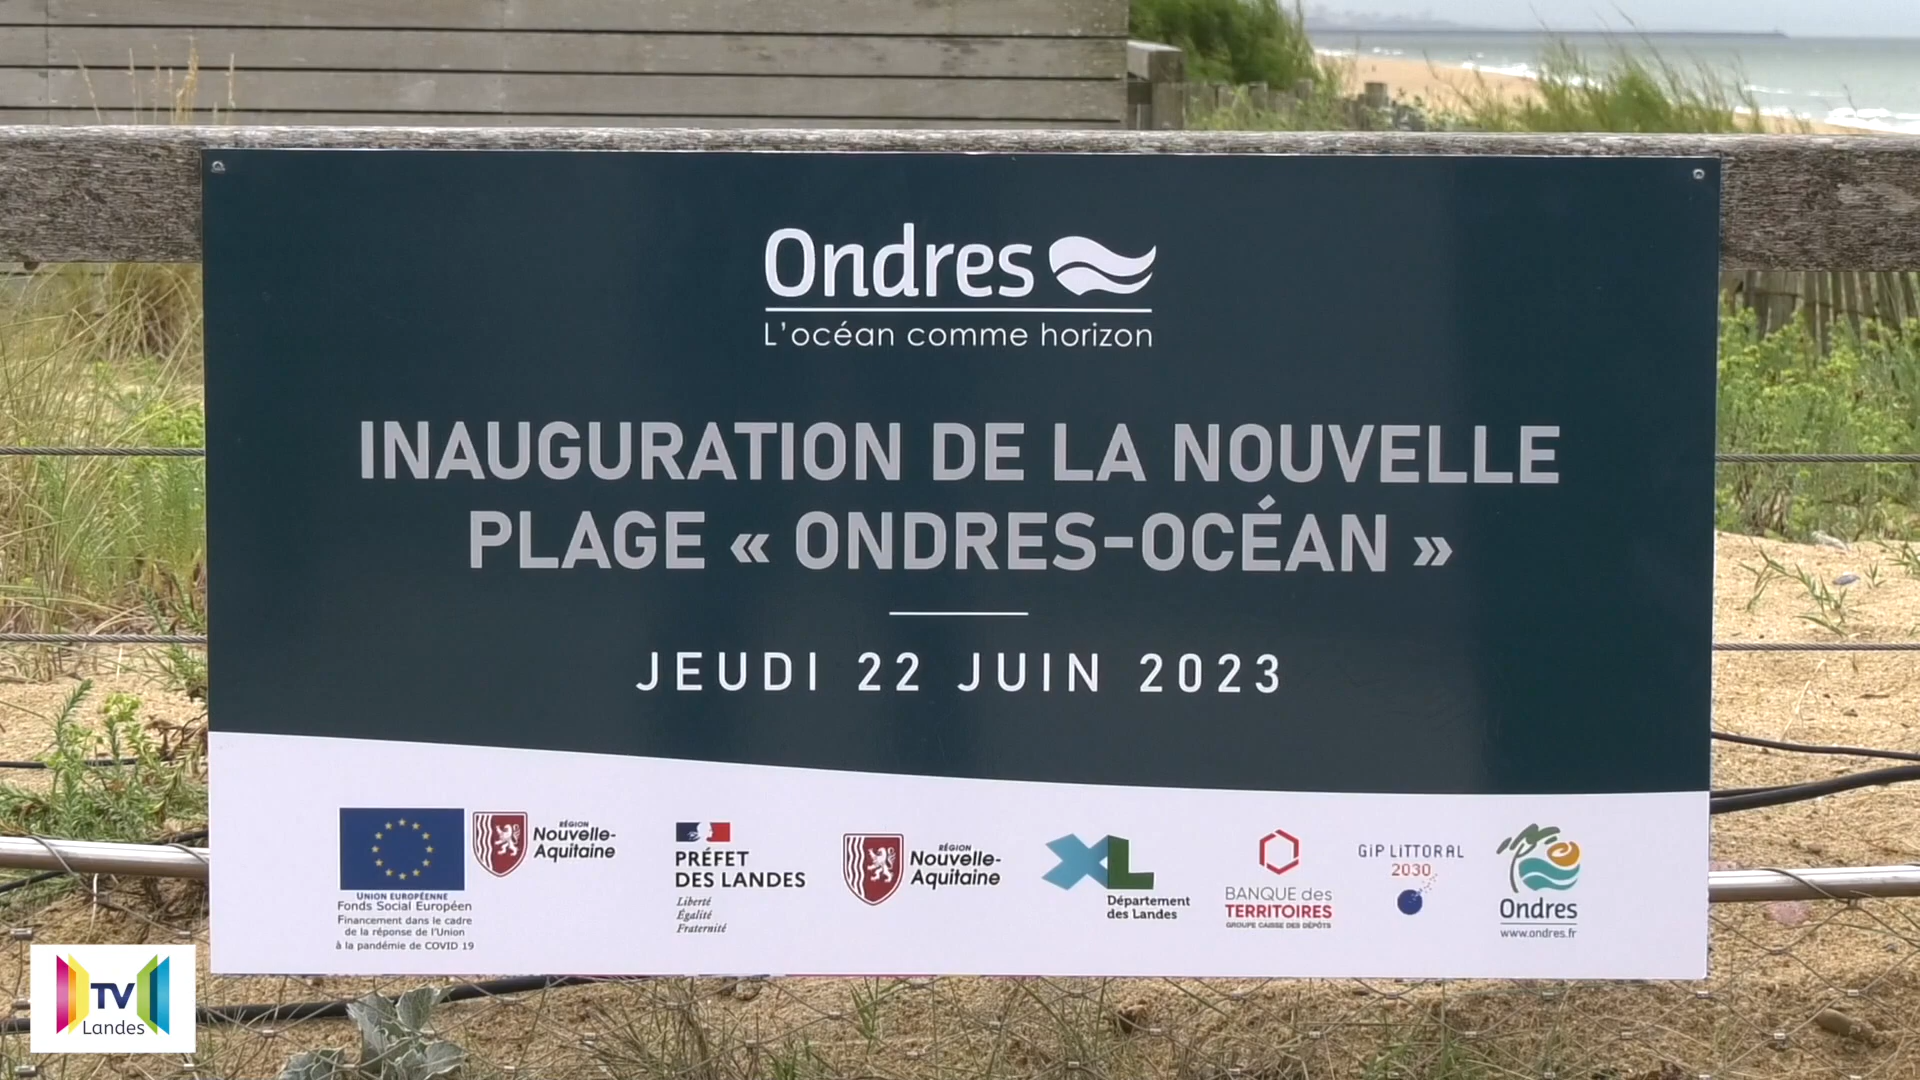 Ondres
L'océan comme horizon
INAUGURATION DE LA NOUVELLE
PLAGE « ONDRES-OCÉAN »
JEUDI 22 JUIN 2023
UNION EUROPÉENNE
Fonds Social Européen
Financement dans le cadre
de la réponse de l'Union
à la pandémie de COVID 19
RÉGION
Nouvelle-
Aquitaine
PRÉFET
DES LANDES
Liberté
Égalité
Fraternité
RÉGION
Nouvelle-
Aquitaine
XL
Département
des Landes
BANQUE des
TERRITOIRES
GROUPE CAISSE DES DÉPÔTS
GiP LiTTORAL
2030
Ondres
www.ondres.fr
TV
Landes